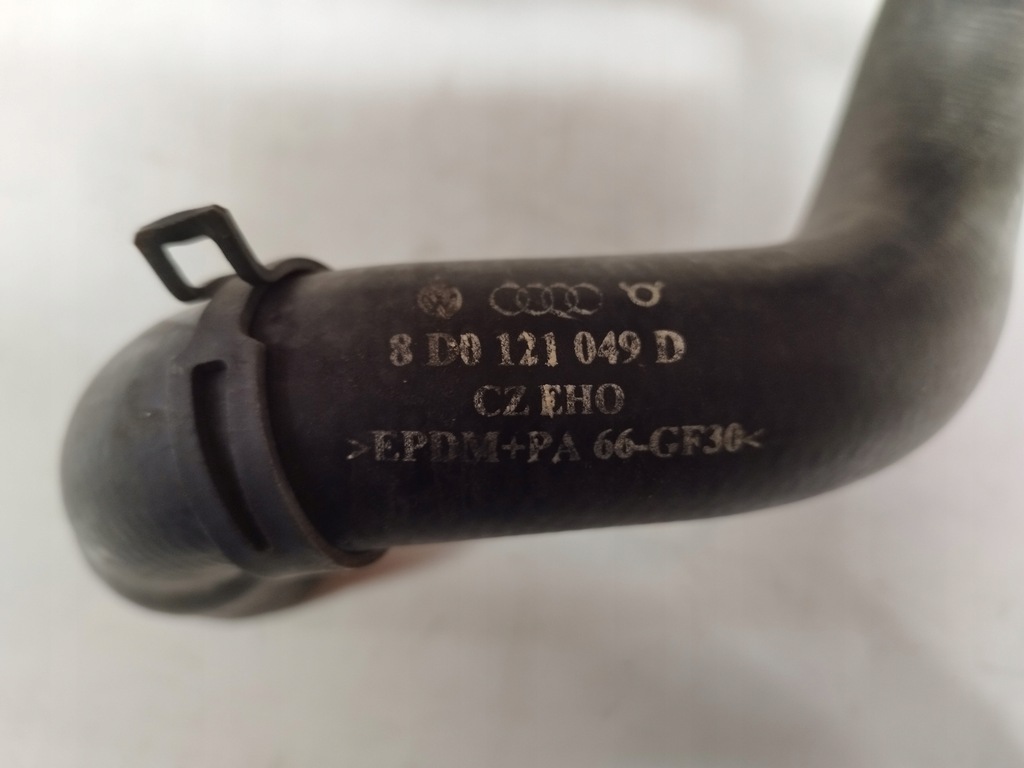 8 D0 121 049 D
CZ EHO
>EPDM+PA 66-GF30<